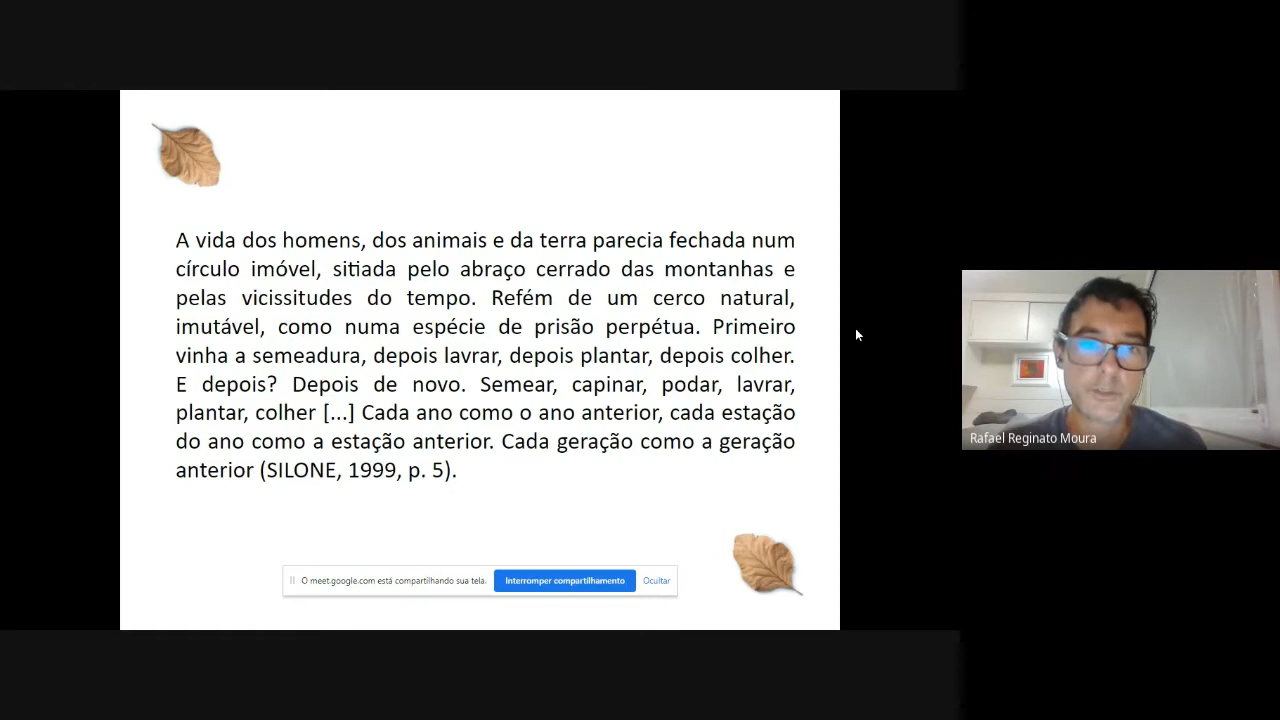 A vida dos homens, dos animais e da terra parecia fechada num
círculo imóvel, sitiada pelo abraço cerrado das montanhas e
pelas vicissitudes do tempo. Refém de um cerco natural,
imutável, como numa espécie de prisão perpétua. Primeiro
vinha a semeadura, depois lavrar, depois plantar, depois colher.
E depois? Depois de novo. Semear, capinar, podar, lavrar,
plantar, colher [...] Cada ano como o ano anterior, cada estação
do ano como a estação anterior. Cada geração como a geração
anterior (SILONE, 1999, p. 5).
O meet.google.com está compartilhando sua tela. Interromper compartilhamento Ocultar
Rafael Reginato Moura